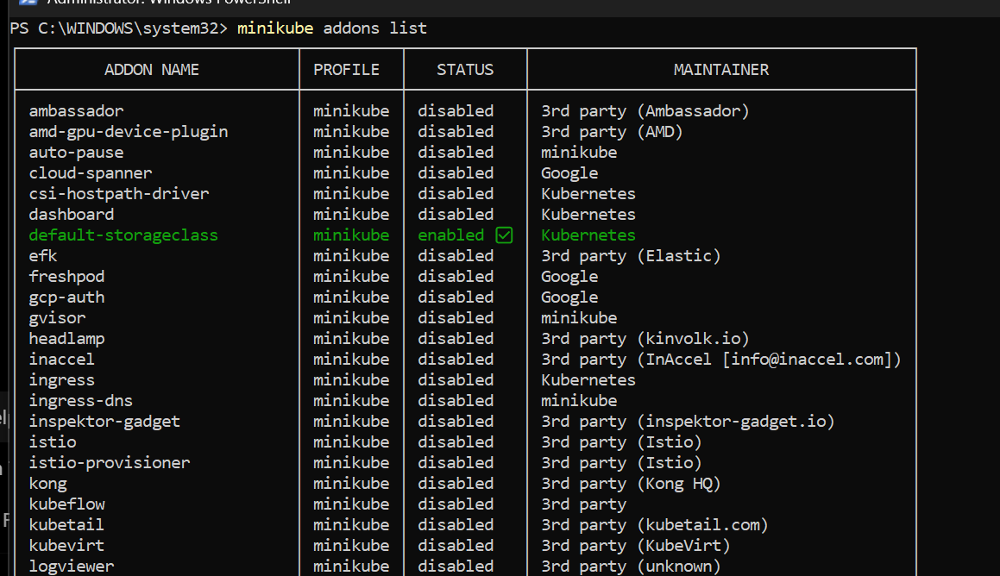 Administrator: Windows PowerShell
PS C:\WINDOWS\system32> minikube addons list
ADDON NAME PROFILE STATUS MAINTAINER
ambassador minikube disabled 3rd party (Ambassador)
amd-gpu-device-plugin minikube disabled 3rd party (AMD)
auto-pause minikube disabled minikube
cloud-spanner minikube disabled Google
csi-hostpath-driver minikube disabled Kubernetes
dashboard minikube disabled Kubernetes
default-storageclass minikube enabled ✅ Kubernetes
efk minikube disabled 3rd party (Elastic)
freshpod minikube disabled Google
gcp-auth minikube disabled Google
gvisor minikube disabled minikube
headlamp minikube disabled 3rd party (kinvolk.io)
inaccel minikube disabled 3rd party (InAccel [info@inaccel.com])
ingress minikube disabled Kubernetes
ingress-dns minikube disabled minikube
inspektor-gadget minikube disabled 3rd party (inspektor-gadget.io)
istio minikube disabled 3rd party (Istio)
istio-provisioner minikube disabled 3rd party (Istio)
kong minikube disabled 3rd party (Kong HQ)
kubeflow minikube disabled 3rd party
kubetail minikube disabled 3rd party (kubetail.com)
kubevirt minikube disabled 3rd party (KubeVirt)
logviewer minikube disabled 3rd party (unknown)